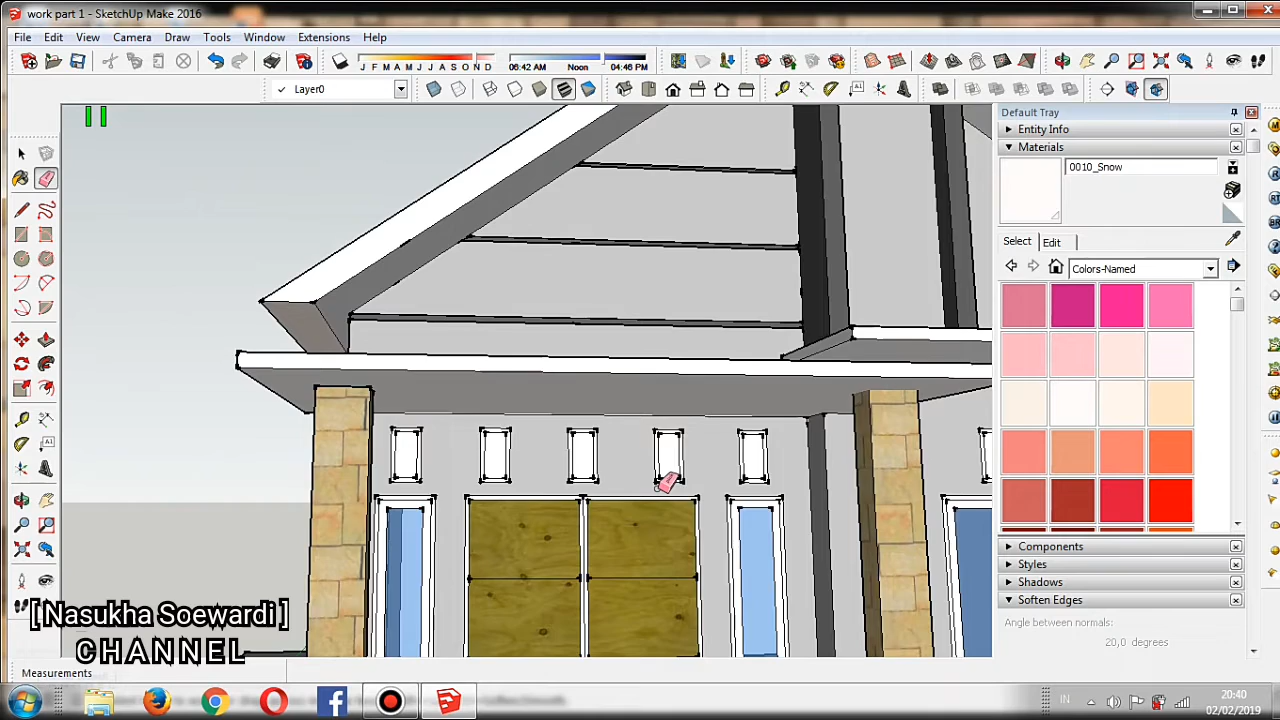 work part 1 - SketchUp Make 2016
File Edit View Camera Draw Tools Window Extensions Help
J F M A M J J A S O N D
06:42 AM Noon 04:46 PM
Layer0
Default Tray
Entity Info
Materials
0010_Snow
Select Edit
Colors-Named
Components
Styles
Shadows
Soften Edges
Angle between normals:
20,0 degrees
[ Nasukha Soewardi ]
CHANNEL
Measurements
IN
20:40
02/02/2019